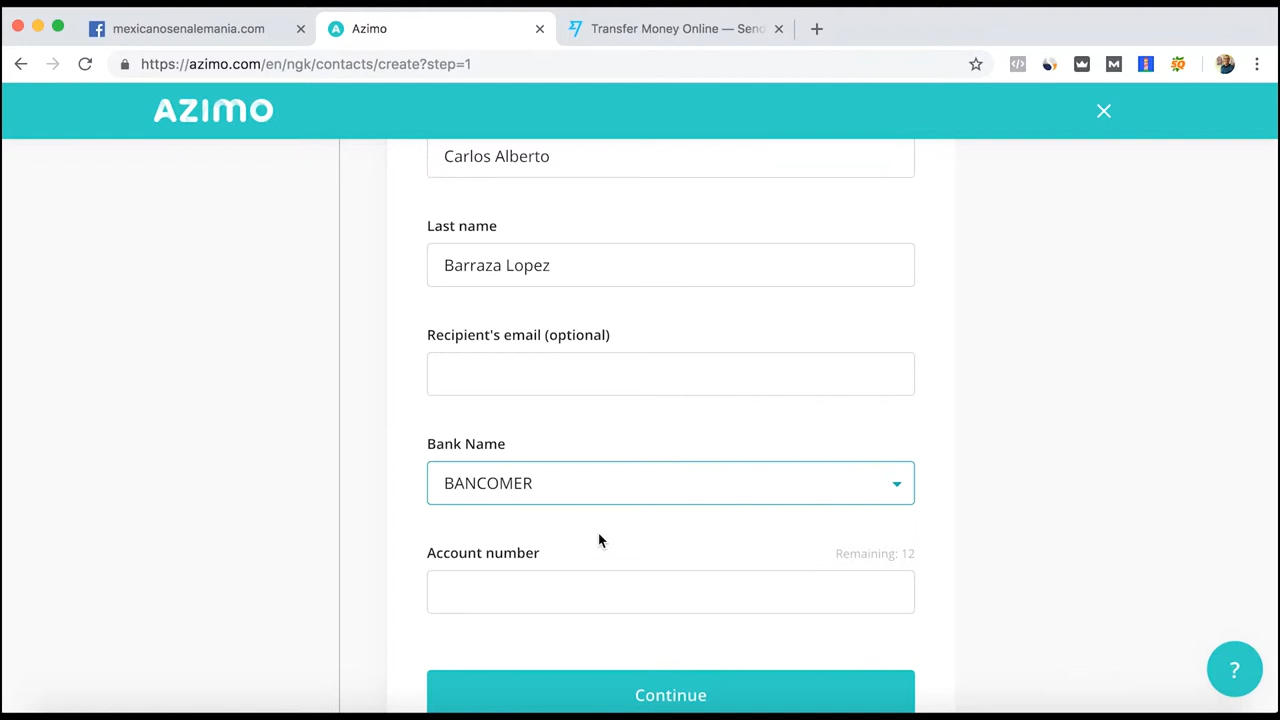 mexicanosenalemania.com
Azimo
Transfer Money Online — Send
https://azimo.com/en/ngk/contacts/create?step=1
AZIMO
Carlos Alberto
Last name
Barraza Lopez
Recipient's email (optional)
Bank Name
BANCOMER
Account number
Remaining: 12
Continue
?